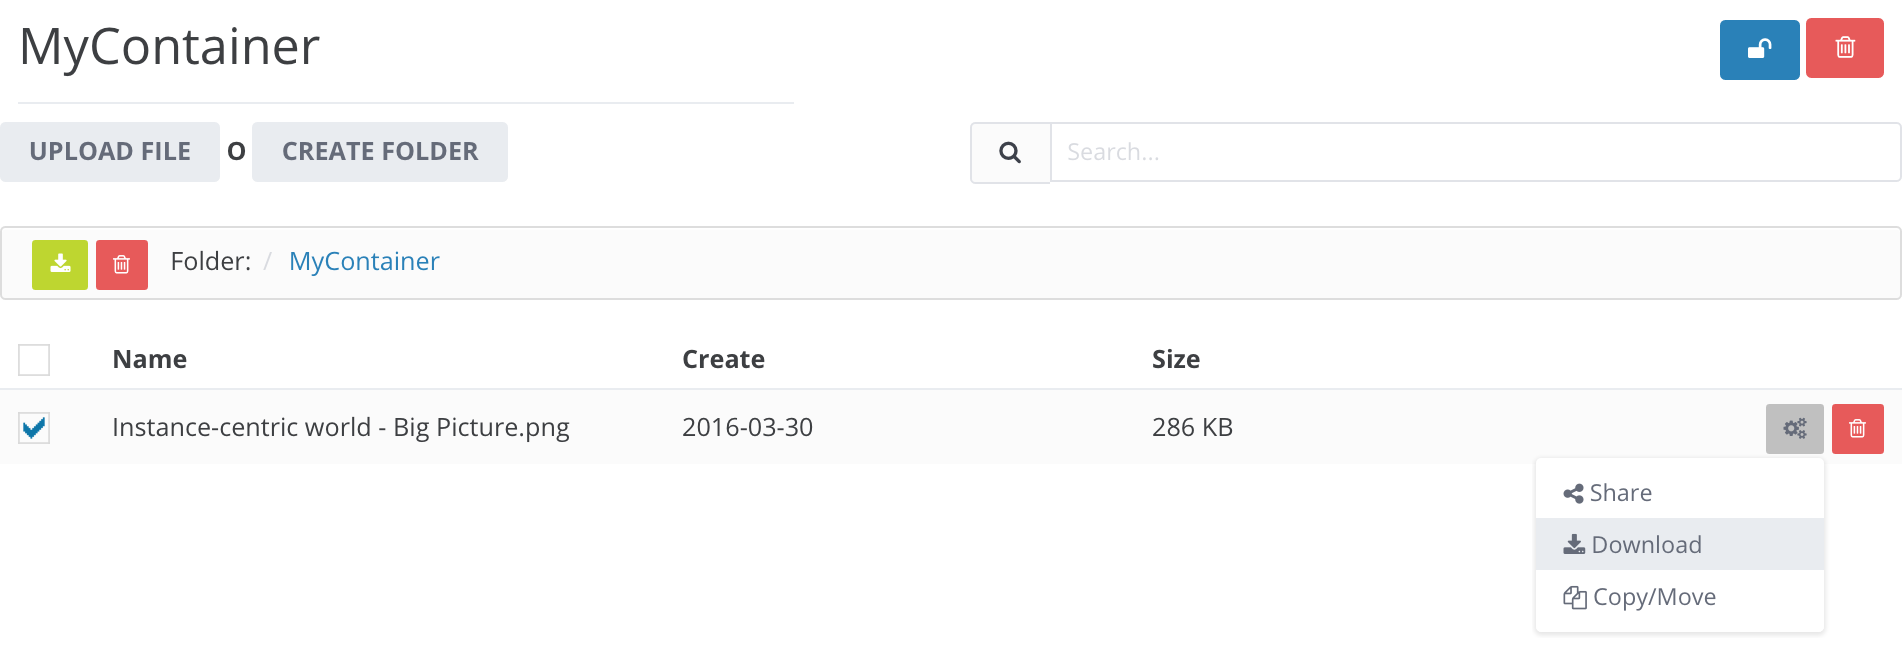 MyContainer
UPLOAD FILE O CREATE FOLDER
Search...
Folder: / MyContainer
Name Create Size
Instance-centric world - Big Picture.png 2016-03-30 286 KB
Share
Download
Copy/Move